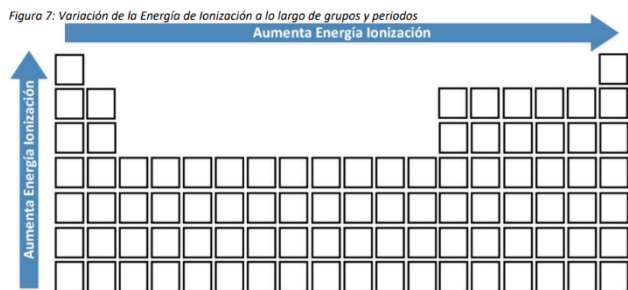 Figura 7: Variación de la Energía de Ionización a lo largo de grupos y periodos
Aumenta Energía Ionización
Aumenta Energía Ionización